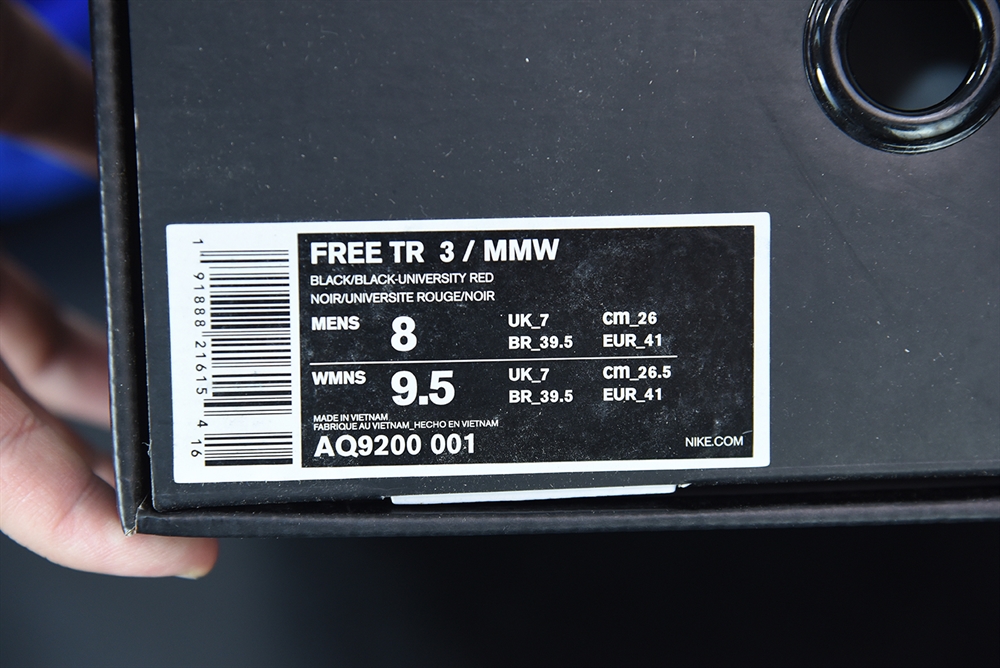 FREE TR 3 / MMW
BLACK/BLACK-UNIVERSITY RED
NOIR/UNIVERSITE ROUGE/NOIR
MENS 8 UK_7 cm_26
BR_39.5 EUR_41
WMNS 9.5 UK_7 cm_26.5
BR_39.5 EUR_41
MADE IN VIETNAM
FABRIQUE AU VIETNAM_HECHO EN VIETNAM
AQ9200 001
NIKE.COM
1 91888 21615 4 16